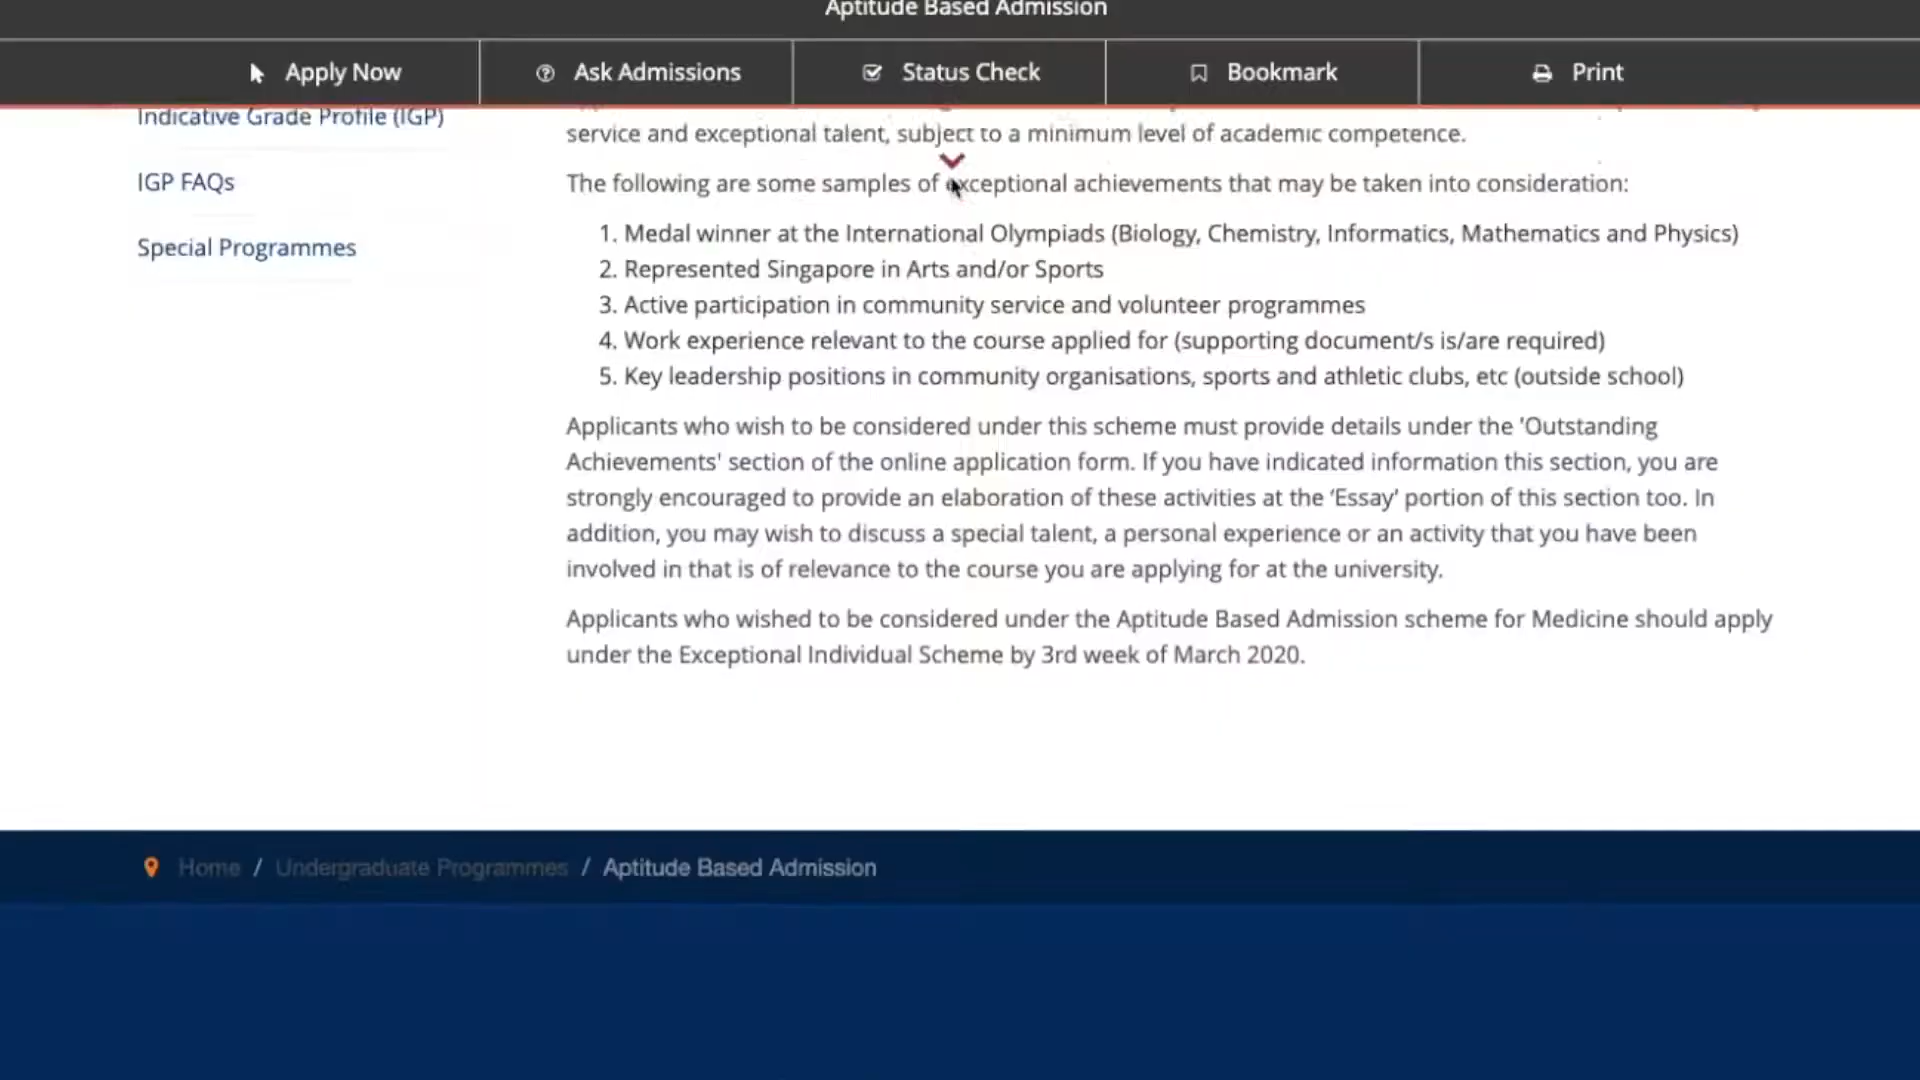 Aptitude Based Admission
Apply Now
Ask Admissions
Status Check
Bookmark
Print
Indicative Grade Profile (IGP)
IGP FAQs
Special Programmes
service and exceptional talent, subject to a minimum level of academic competence.
The following are some samples of exceptional achievements that may be taken into consideration:
1. Medal winner at the International Olympiads (Biology, Chemistry, Informatics, Mathematics and Physics)
2. Represented Singapore in Arts and/or Sports
3. Active participation in community service and volunteer programmes
4. Work experience relevant to the course applied for (supporting document/s is/are required)
5. Key leadership positions in community organisations, sports and athletic clubs, etc (outside school)
Applicants who wish to be considered under this scheme must provide details under the 'Outstanding
Achievements' section of the online application form. If you have indicated information this section, you are
strongly encouraged to provide an elaboration of these activities at the ‘Essay’ portion of this section too. In
addition, you may wish to discuss a special talent, a personal experience or an activity that you have been
involved in that is of relevance to the course you are applying for at the university.
Applicants who wished to be considered under the Aptitude Based Admission scheme for Medicine should apply
under the Exceptional Individual Scheme by 3rd week of March 2020.
Home / Undergraduate Programmes / Aptitude Based Admission